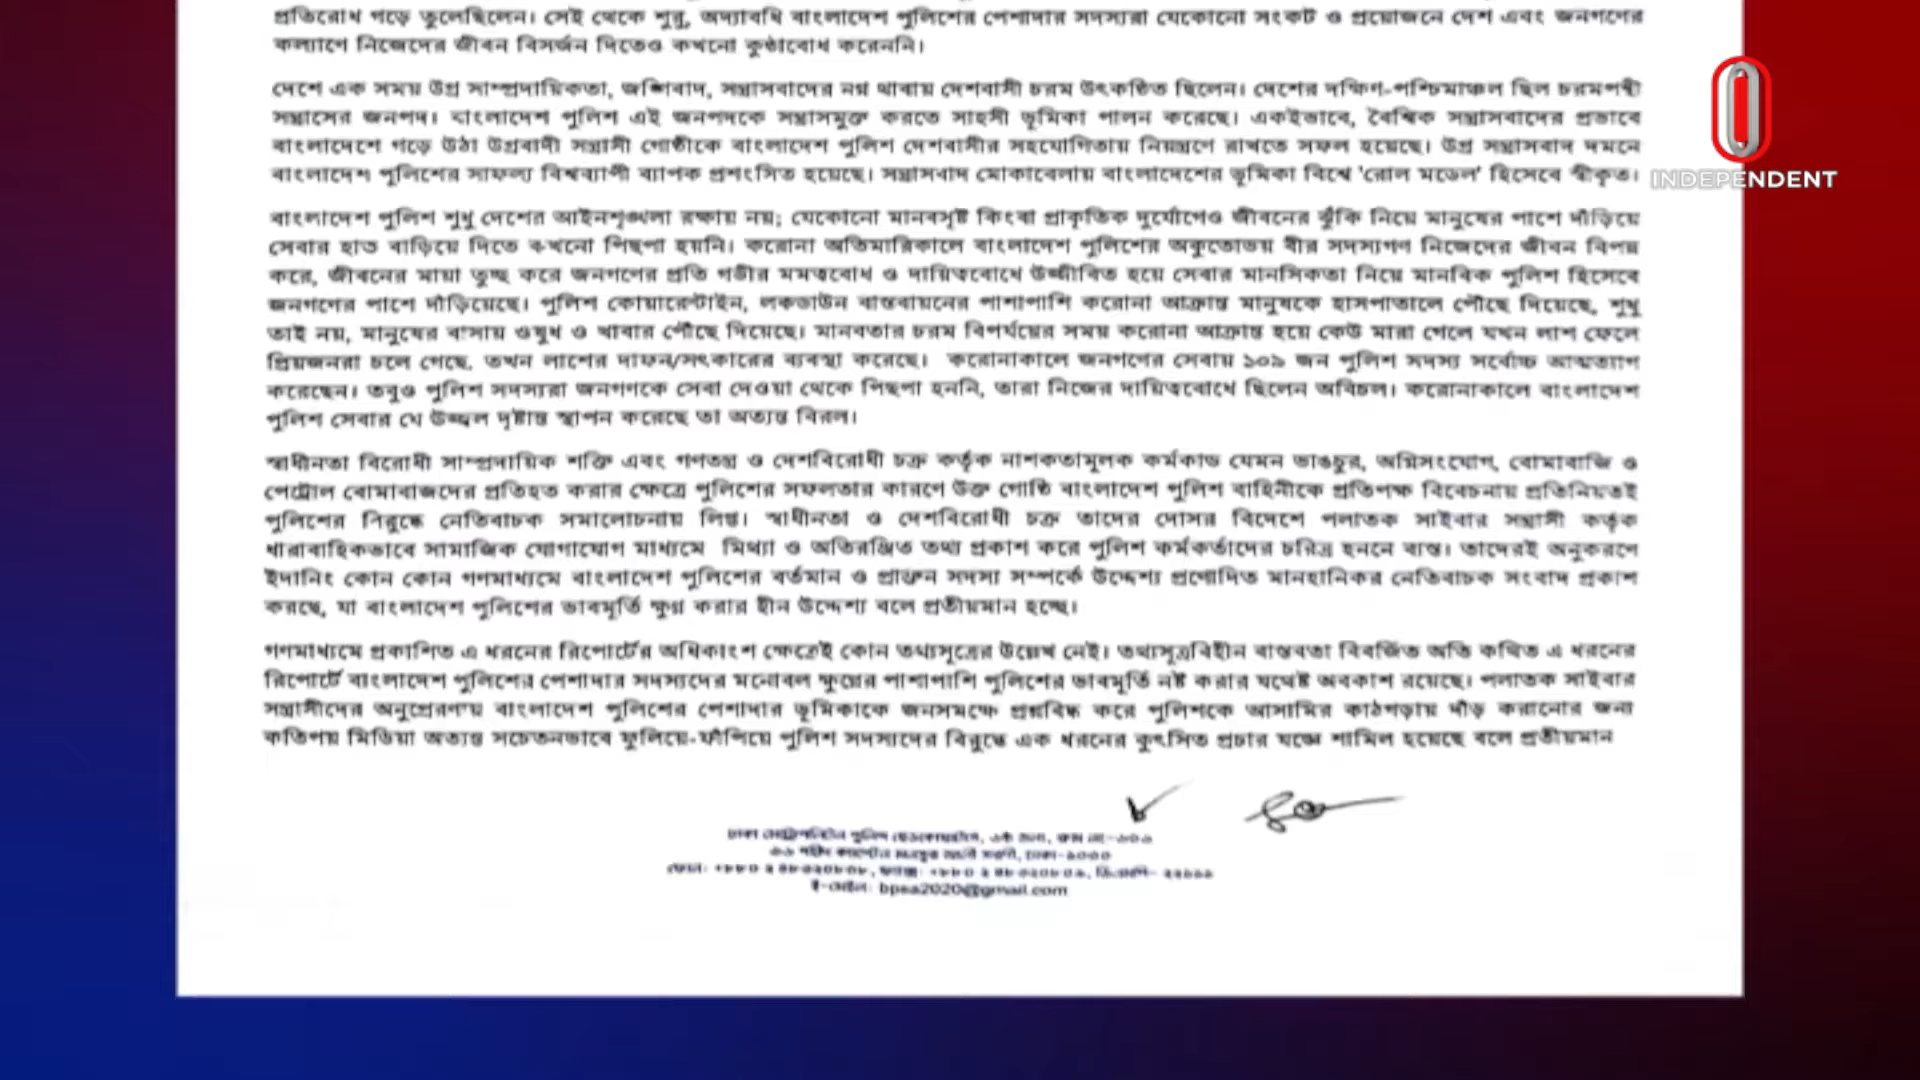 প্রতিরোধ গড়ে তুলেছিলেন। সেই থেকে শুরু, অদ্যাবধি বাংলাদেশ পুলিশের পেশাদার সদস্যরা যেকোনো সংকট ও প্রয়োজনে দেশ এবং জনগণের
কল্যাণে নিজেদের জীবন বিসর্জন দিতেও কখনো কুণ্ঠাবোধ করেননি।
দেশে এক সময় উগ্র সাম্প্রদায়িকতা, জঙ্গিবাদ, সন্ত্রাসবাদের নগ্ন থাবায় দেশবাসী চরম উৎকণ্ঠিত ছিলেন। দেশের দক্ষিণ-পশ্চিমাঞ্চল ছিল চরমপন্থী
সন্ত্রাসের জনপদ। বাংলাদেশ পুলিশ এই জনপদকে সন্ত্রাসমুক্ত করতে সাহসী ভূমিকা পালন করেছে। একইভাবে, বৈশ্বিক সন্ত্রাসবাদের প্রভাবে
বাংলাদেশে গড়ে উঠা উগ্রবাদী সন্ত্রাসী গোষ্ঠীকে বাংলাদেশ পুলিশ দেশবাসীর সহযোগিতায় নিয়ন্ত্রণে রাখতে সফল হয়েছে। উগ্র সন্ত্রাসবাদ দমনে
বাংলাদেশ পুলিশের সাফল্য বিশ্বব্যাপী ব্যাপক প্রশংসিত হয়েছে। সন্ত্রাসবাদ মোকাবেলায় বাংলাদেশের ভূমিকা বিশ্বে 'রোল মডেল' হিসেবে স্বীকৃত।
বাংলাদেশ পুলিশ শুধু দেশের আইনশৃঙ্খলা রক্ষায় নয়; যেকোনো মানবসৃষ্ট কিংবা প্রাকৃতিক দুর্যোগেও জীবনের ঝুঁকি নিয়ে মানুষের পাশে দাঁড়িয়ে
সেবার হাত বাড়িয়ে দিতে কখনো পিছপা হয়নি। করোনা অতিমারিকালে বাংলাদেশ পুলিশের অকুতোভয় বীর সদস্যগণ নিজেদের জীবন বিপন্ন
করে, জীবনের মায়া তুচ্ছ করে জনগণের প্রতি গভীর মমত্ববোধ ও দায়িত্ববোধে উজ্জীবিত হয়ে সেবার মানসিকতা নিয়ে মানবিক পুলিশ হিসেবে
জনগণের পাশে দাঁড়িয়েছে। পুলিশ কোয়ারেন্টাইন, লকডাউন বাস্তবায়নের পাশাপাশি করোনা আক্রান্ত মানুষকে হাসপাতালে পৌঁছে দিয়েছে, শুধু
তাই নয়, মানুষের বাসায় ওষুধ ও খাবার পৌঁছে দিয়েছে। মানবতার চরম বিপর্যয়ের সময় করোনা আক্রান্ত হয়ে কেউ মারা গেলে যখন লাশ ফেলে
প্রিয়জনরা চলে গেছে, তখন লাশের দাফন/সৎকারের ব্যবস্থা করেছে। করোনাকালে জনগণের সেবায় ১০৯ জন পুলিশ সদস্য সর্বোচ্চ আত্মত্যাগ
করেছেন। তবুও পুলিশ সদস্যরা জনগণকে সেবা দেওয়া থেকে পিছপা হননি, তারা নিজের দায়িত্ববোধে ছিলেন অবিচল। করোনাকালে বাংলাদেশ
পুলিশ সেবার যে উজ্জ্বল দৃষ্টান্ত স্থাপন করেছে তা অত্যন্ত বিরল।
স্বাধীনতা বিরোধী সাম্প্রদায়িক শক্তি এবং গণতন্ত্র ও দেশবিরোধী চক্র কর্তৃক নাশকতামূলক কর্মকান্ড যেমন ভাঙচুর, অগ্নিসংযোগ, বোমাবাজি ও
পেট্রোল বোমাবাজদের প্রতিহত করার ক্ষেত্রে পুলিশের সফলতার কারণে উক্ত গোষ্ঠি বাংলাদেশ পুলিশ বাহিনীকে প্রতিপক্ষ বিবেচনায় প্রতিনিয়তই
পুলিশের বিরুদ্ধে নেতিবাচক সমালোচনায় লিপ্ত। স্বাধীনতা ও দেশবিরোধী চক্র তাদের দোসর বিদেশে পলাতক সাইবার সন্ত্রাসী কর্তৃক
ধারাবাহিকভাবে সামাজিক যোগাযোগ মাধ্যমে মিথ্যা ও অতিরঞ্জিত তথ্য প্রকাশ করে পুলিশ কর্মকর্তাদের চরিত্র হননে ব্যস্ত। তাদেরই অনুকরণে
ইদানিং কোন কোন গণমাধ্যমে বাংলাদেশ পুলিশের বর্তমান ও প্রাক্তন সদস্য সম্পর্কে উদ্দেশ্য প্রণোদিত মানহানিকর নেতিবাচক সংবাদ প্রকাশ
করছে, যা বাংলাদেশ পুলিশের ভাবমূর্তি ক্ষুণ্ন করার হীন উদ্দেশ্য বলে প্রতীয়মান হচ্ছে।
গণমাধ্যমে প্রকাশিত এ ধরনের রিপোর্টের অধিকাংশ ক্ষেত্রেই কোন তথ্যসূত্রের উল্লেখ নেই। তথ্যসূত্রবিহীন বাস্তবতা বিবর্জিত অতি কথিত এ ধরনের
রিপোর্টে বাংলাদেশ পুলিশের পেশাদার সদস্যদের মনোবল ক্ষুণ্নের পাশাপাশি পুলিশের ভাবমূর্তি নষ্ট করার যথেষ্ট অবকাশ রয়েছে। পলাতক সাইবার
সন্ত্রাসীদের অনুপ্রেরণায় বাংলাদেশ পুলিশের পেশাদার ভূমিকাকে জনসমক্ষে প্রশ্নবিদ্ধ করে পুলিশকে আসামির কাঠগড়ায় দাঁড় করানোর জন্য
কতিপয় মিডিয়া অত্যন্ত সচেতনভাবে ফুলিয়ে-ফাঁপিয়ে পুলিশ সদস্যদের বিরুদ্ধে এক ধরনের কুৎসিত প্রচার যজ্ঞে শামিল হয়েছে বলে প্রতীয়মান
ঢাকা মেট্রোপলিটন পুলিশ হেডকোয়ার্টার্স
ই-মেইল: bpsa2020@gmail.com
INDEPENDENT